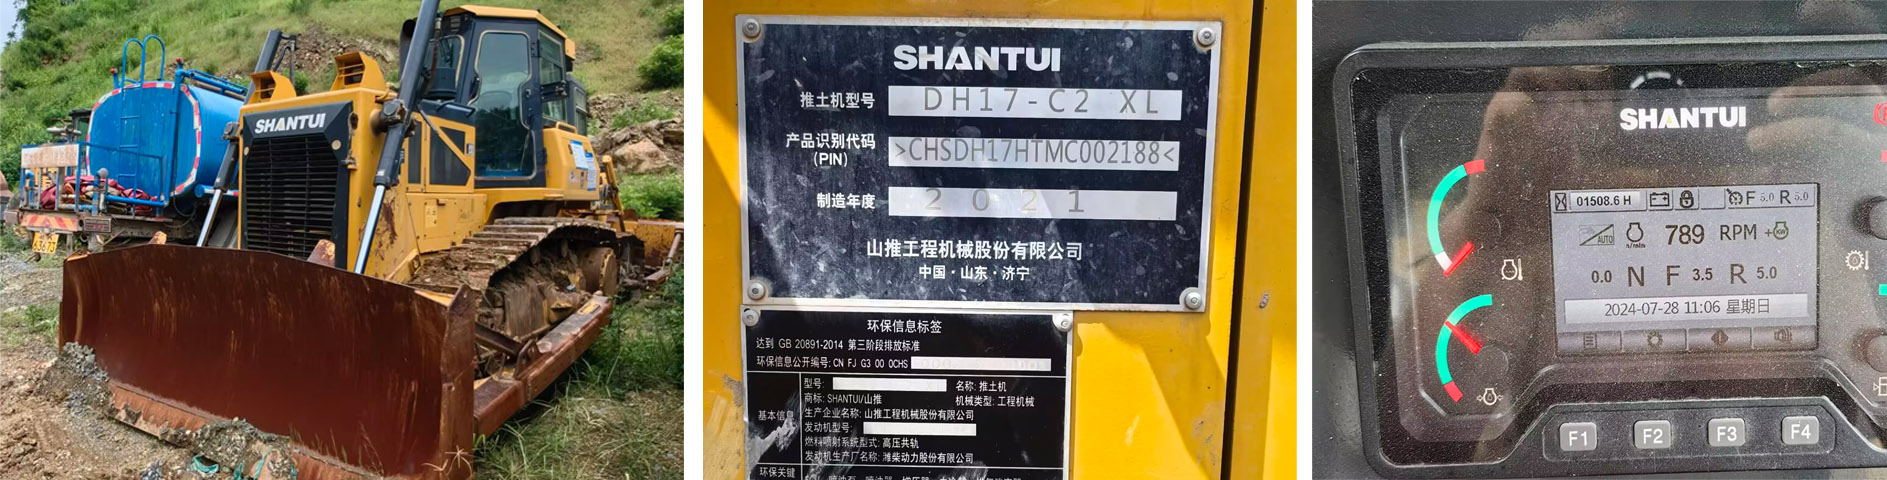 SHANTUI
SHANTUI
推土机型号 DH17-C2 XL
产品识别代码 >CHSDH17HTMC002188<
(PIN)
制造年度 2021
山推工程机械股份有限公司
中国·山东·济宁
环保信息标签
达到 GB 20891-2014 第三阶段排放标准
环保信息公开编号: CN FJ G3 00 0CHS
型号: 名称: 推土机
商标: SHANTUI/山推 机械类型: 工程机械
基本信息 生产企业名称: 山推工程机械股份有限公司
发动机型号:
燃料喷射系统型式: 高压共轨
发动机生产厂名称: 潍柴动力股份有限公司
环保关键
SHANTUI
01508.6 H F 5.0 R 5.0
AUTO n/min 789 RPM
0.0 N F 3.5 R 5.0
2024-07-28 11:06 星期日
F1 F2 F3 F4